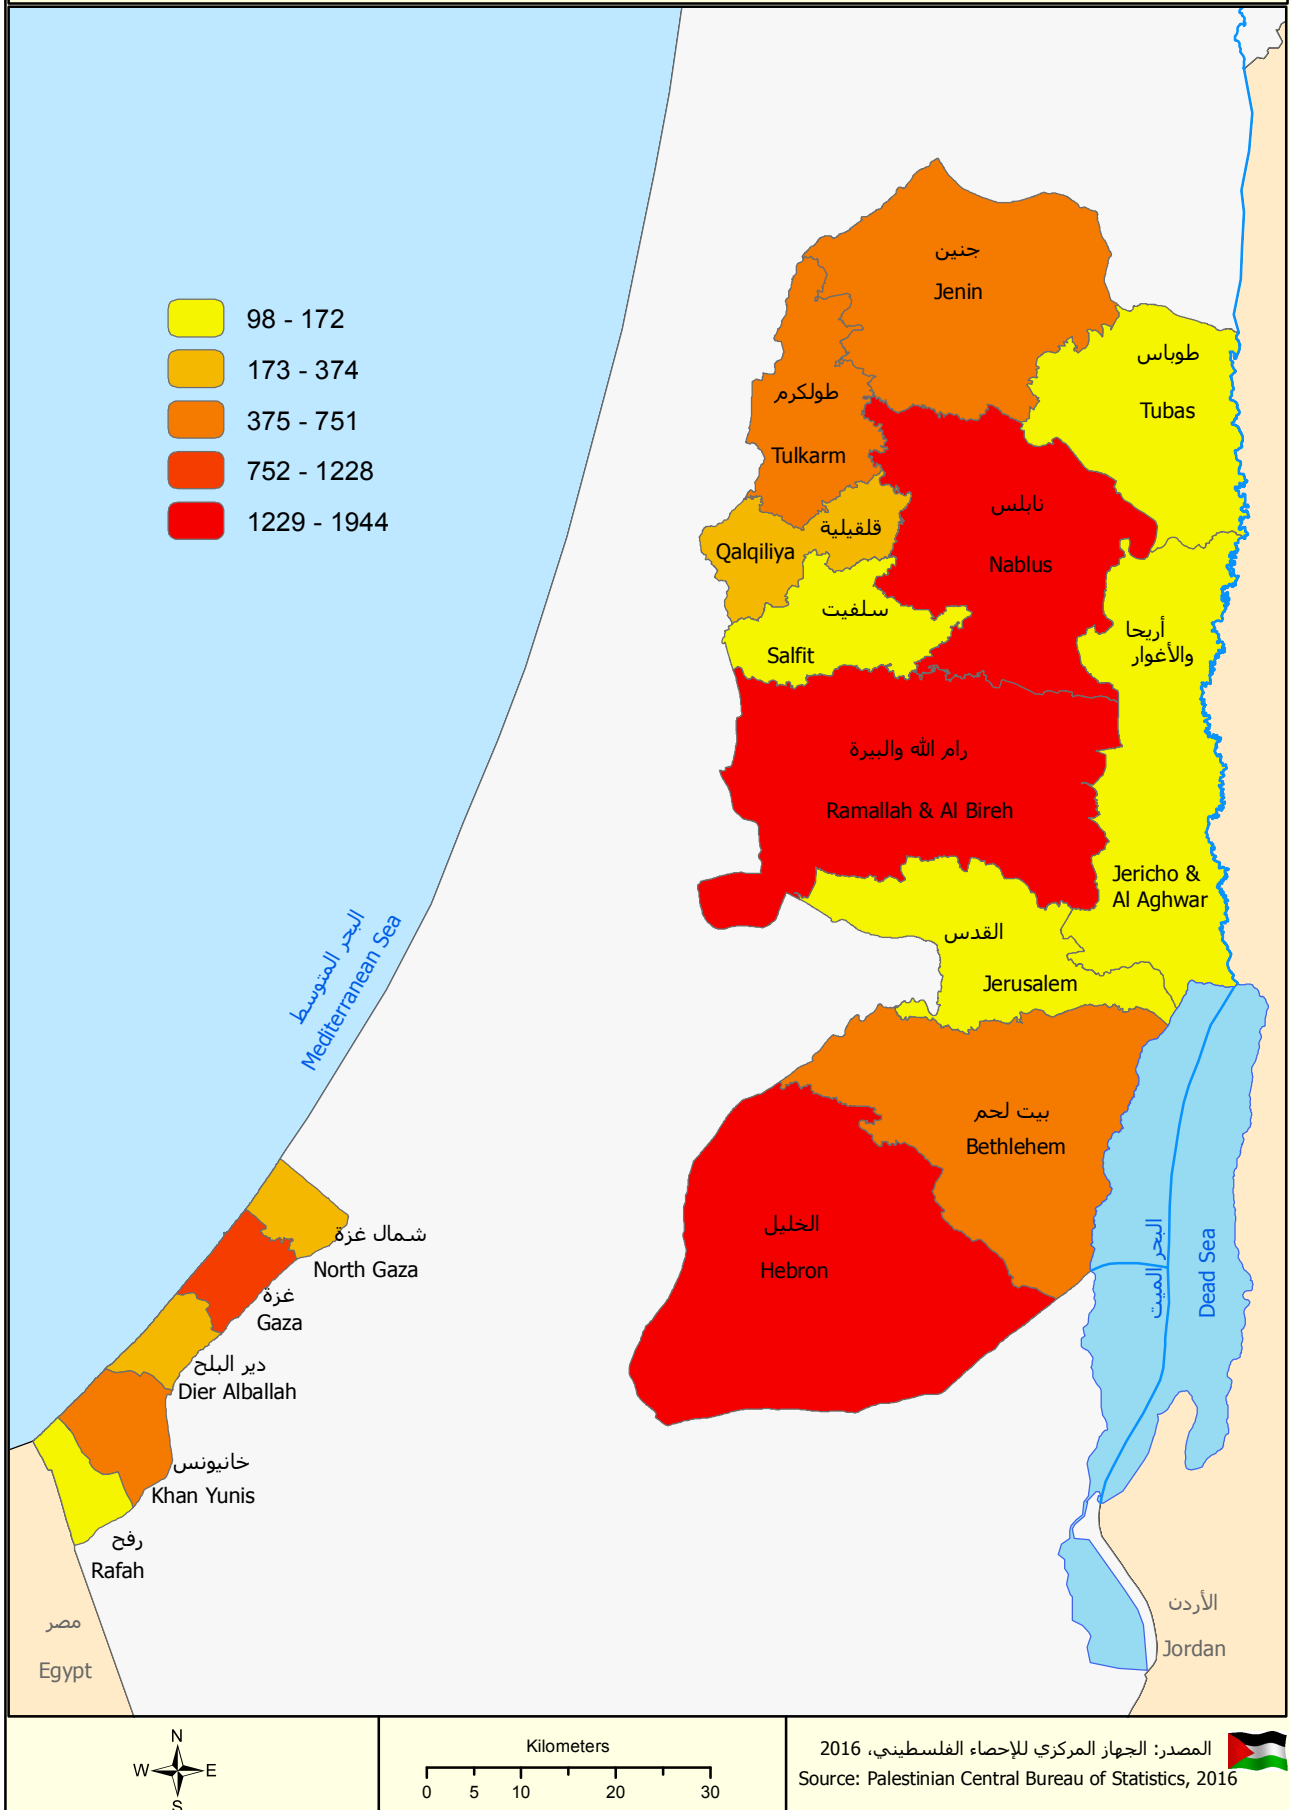 98 - 172
173 - 374
375 - 751
752 - 1228
1229 - 1944
جنين
Jenin
طوباس
Tubas
طولكرم
Tulkarm
نابلس
Nablus
قلقيلية
Qalqiliya
سلفيت
Salfit
أريحا
والأغوار
Jericho &
Al Aghwar
رام الله والبيرة
Ramallah & Al Bireh
القدس
Jerusalem
بيت لحم
Bethlehem
الخليل
Hebron
البحر المتوسط
Mediterranean Sea
البحر الميت
Dead Sea
شمال غزة
North Gaza
غزة
Gaza
دير البلح
Dier Alballah
خانيونس
Khan Yunis
رفح
Rafah
مصر
Egypt
الأردن
Jordan
N
W E
S
Kilometers
0 5 10 20 30
المصدر: الجهاز المركزي للإحصاء الفلسطيني، 2016
Source: Palestinian Central Bureau of Statistics, 2016